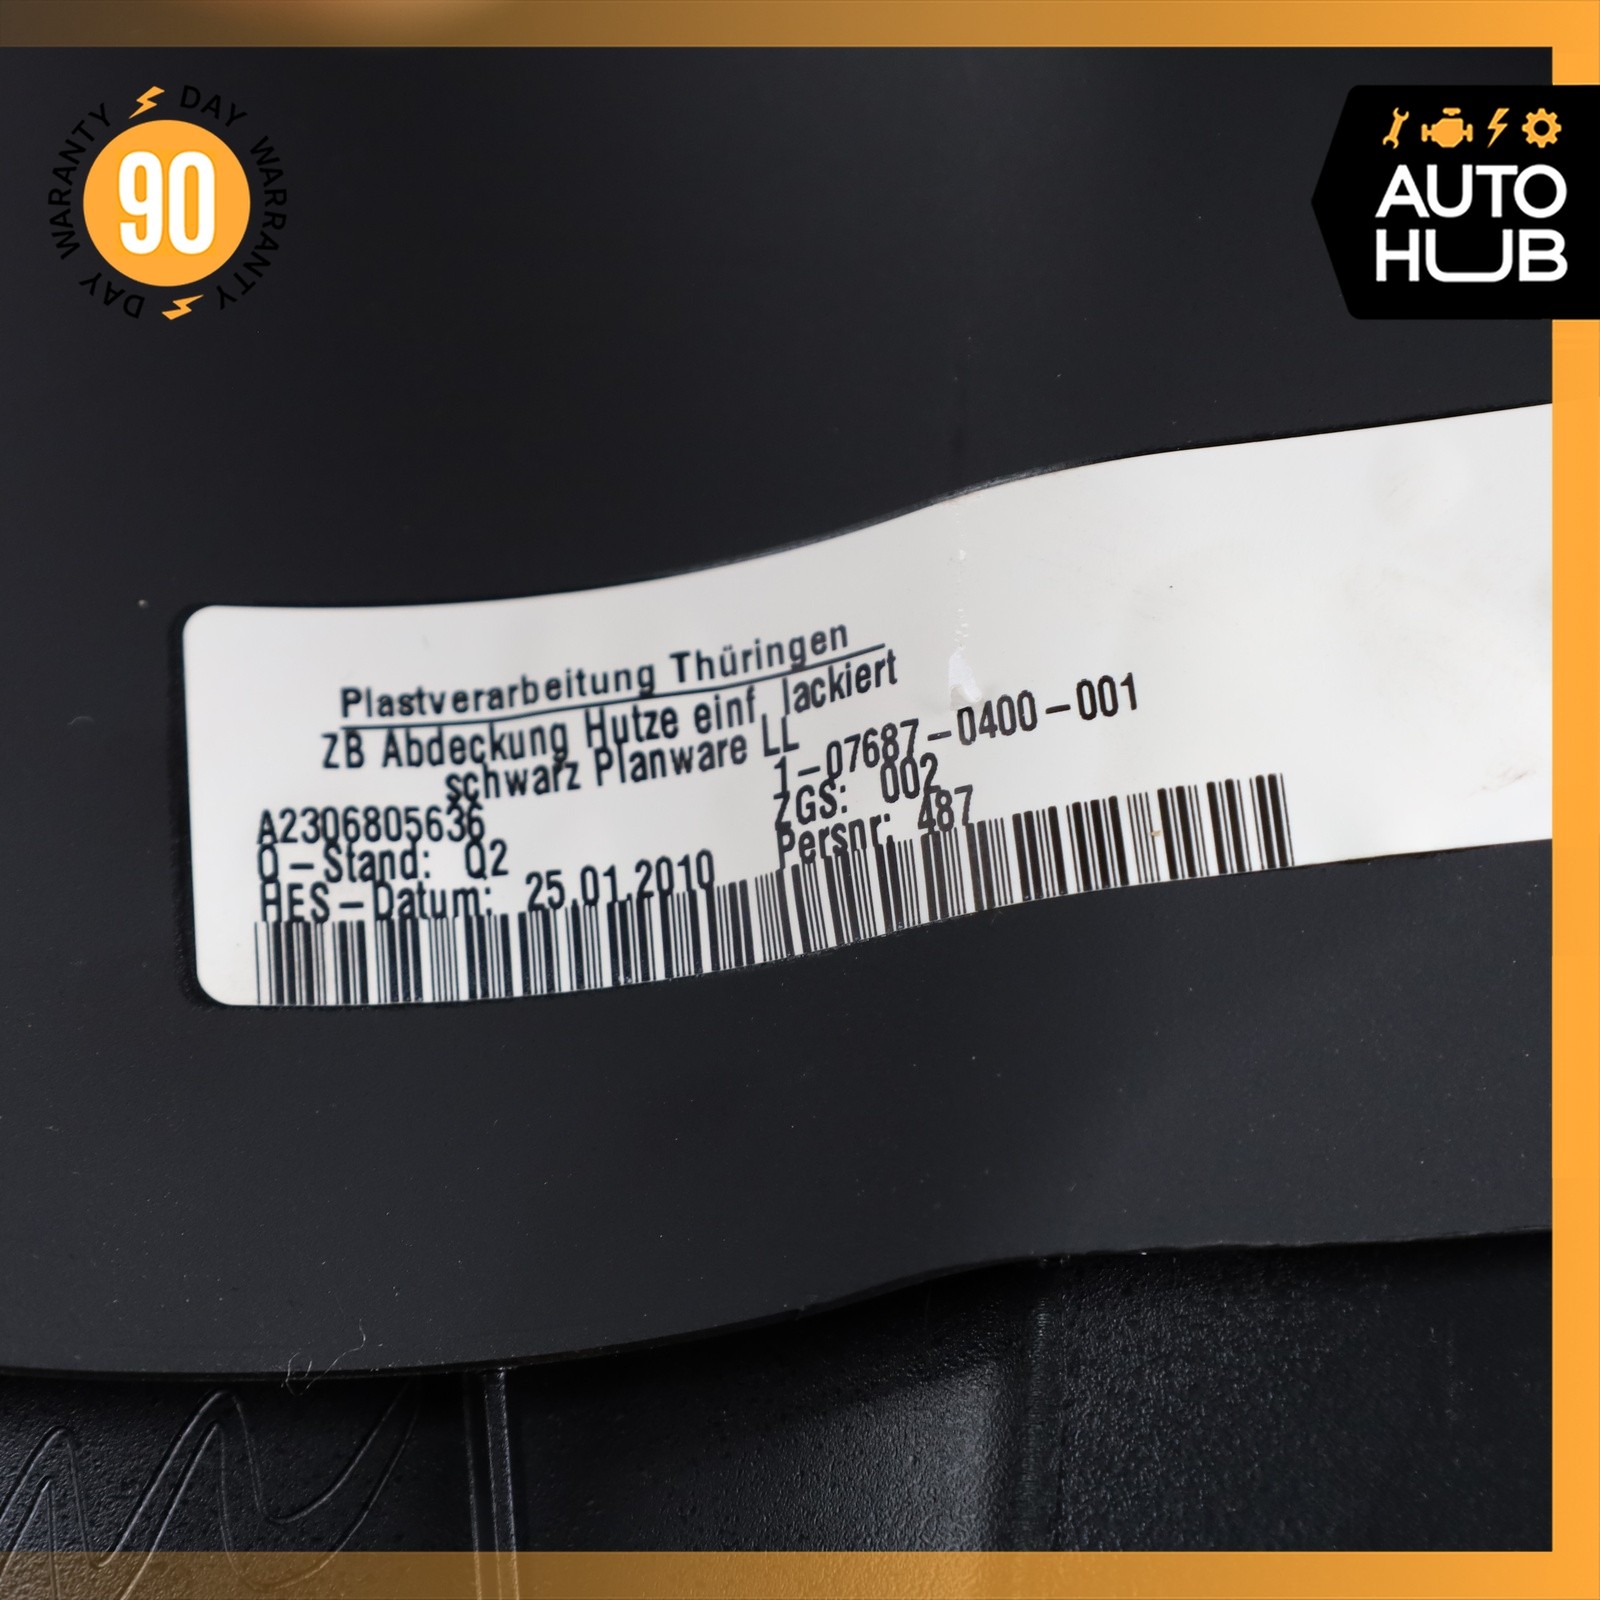 DAY WARRANTY
90
DAY WARRANTY
AUTO
HUB
Plastverarbeitung Thüringen
ZB Abdeckung Hutze einf. lackiert
schwarz Planware LL
1-07687-0400-001
A2306805636
ZGS: 002
Q-Stand: Q2
Persnr: 487
HES-Datum: 25.01.2010